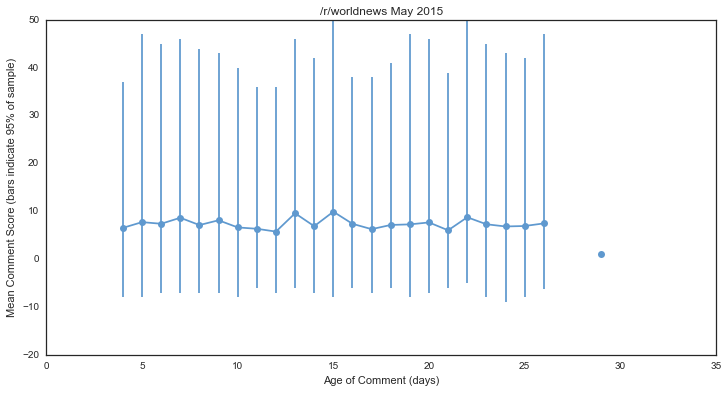 /r/worldnews May 2015
Mean Comment Score (bars indicate 95% of sample)
50
40
30
20
10
0
−10
−20
0 5 10 15 20 25 30 35
Age of Comment (days)